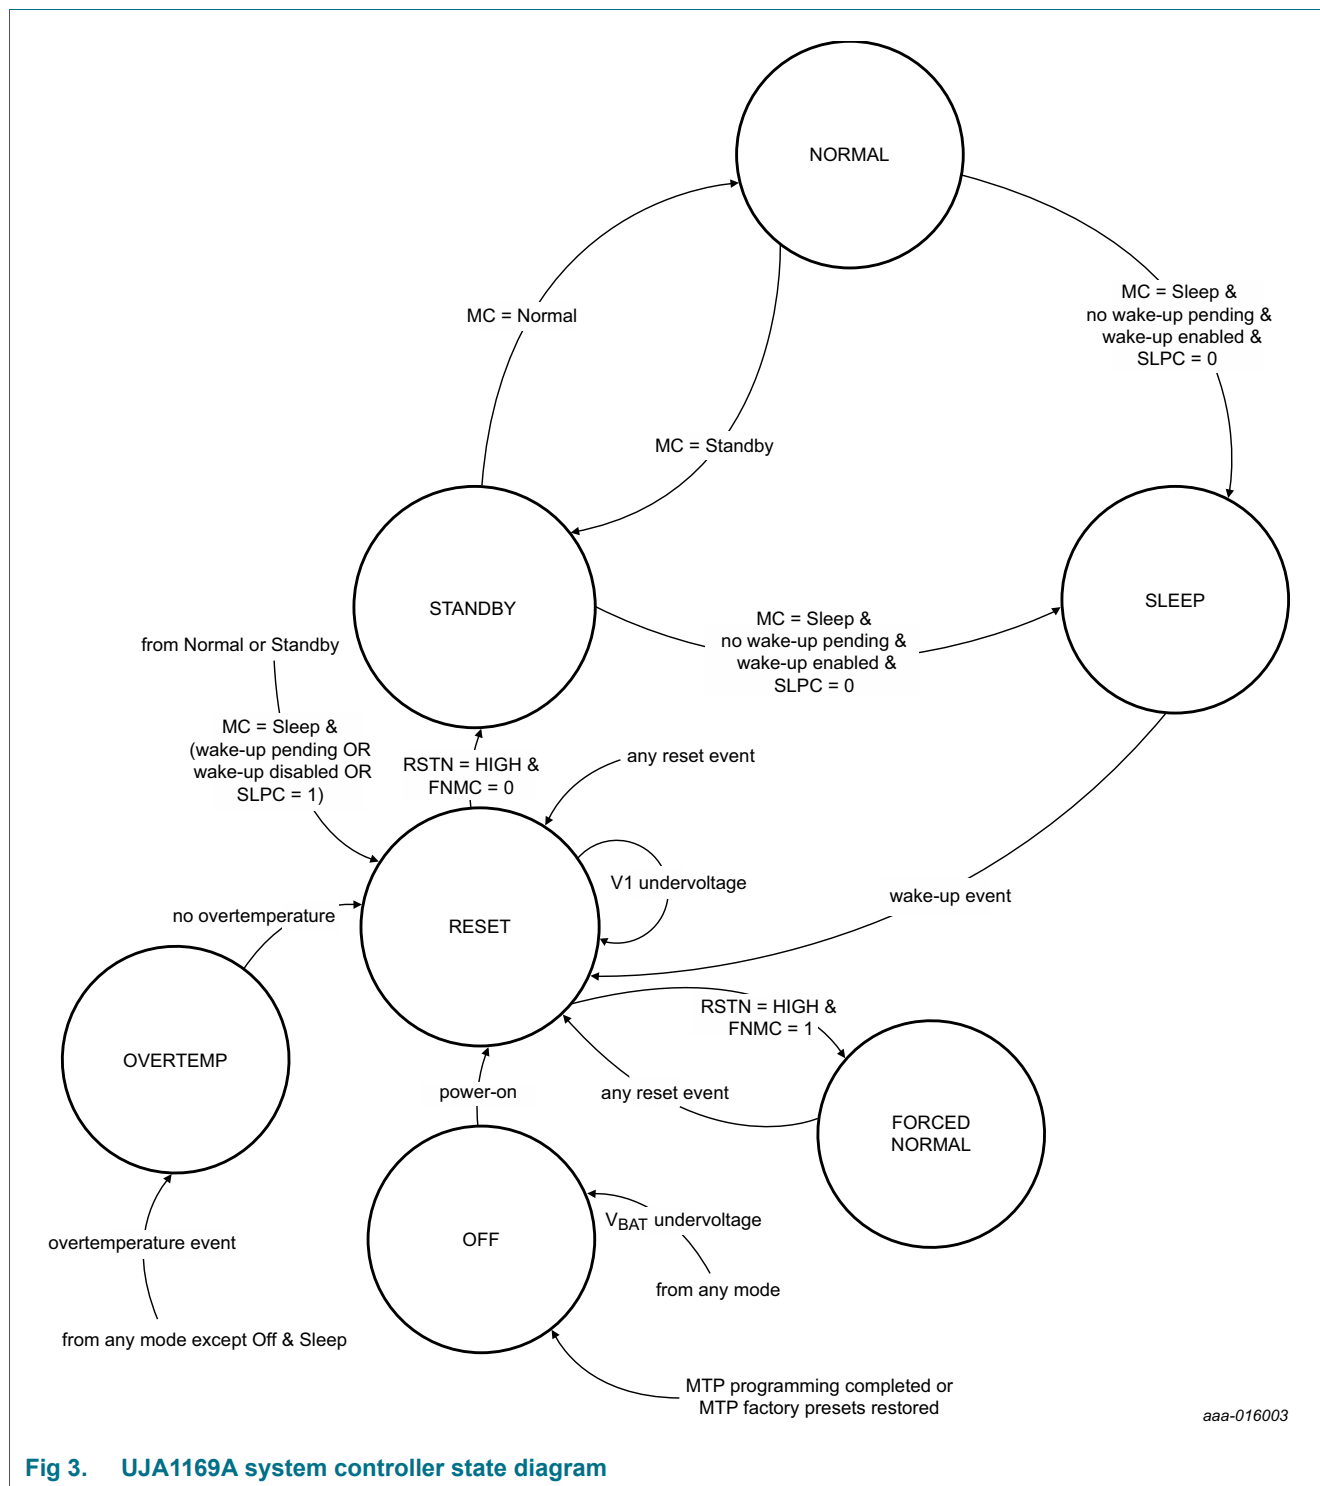 NORMAL
MC = Sleep &
no wake-up pending &
wake-up enabled &
SLPC = 0
MC = Normal
MC = Standby
STANDBY
SLEEP
MC = Sleep &
no wake-up pending &
wake-up enabled &
SLPC = 0
from Normal or Standby
MC = Sleep &
(wake-up pending OR
wake-up disabled OR
SLPC = 1)
RSTN = HIGH &
FNMC = 0
any reset event
V1 undervoltage
wake-up event
no overtemperature
RESET
RSTN = HIGH &
FNMC = 1
OVERTEMP
power-on
any reset event
FORCED
NORMAL
OFF
VBAT undervoltage
from any mode
overtemperature event
from any mode except Off & Sleep
MTP programming completed or
MTP factory presets restored
aaa-016003
Fig 3. UJA1169A system controller state diagram